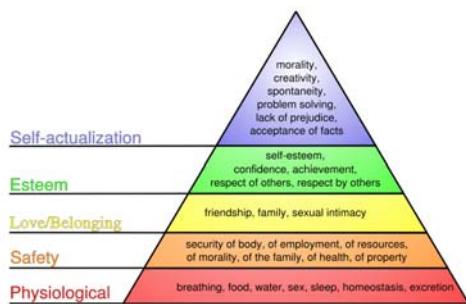 morality,
creativity,
spontaneity,
problem solving,
lack of prejudice,
acceptance of facts
Self-actualization
self-esteem,
confidence, achievement,
respect of others, respect by others
Esteem
friendship, family, sexual intimacy
Love/Belonging
security of body, of employment, of resources,
of morality, of the family, of health, of property
Safety
breathing, food, water, sex, sleep, homeostasis, excretion
Physiological